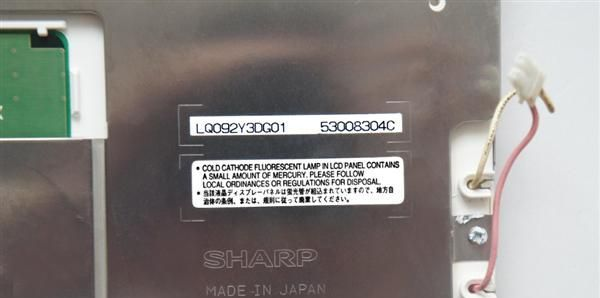 LQ092Y3DG01 53008304C
• COLD CATHODE FLUORESCENT LAMP IN LCD PANEL CONTAINS
A SMALL AMOUNT OF MERCURY. PLEASE FOLLOW
LOCAL ORDINANCES OR REGULATIONS FOR DISPOSAL.
• 当該液晶ディスプレーパネルは蛍光管が組込まれていますので、地方自
治体の条例、または、規則に従って廃棄してください。
SHARP
MADE IN JAPAN